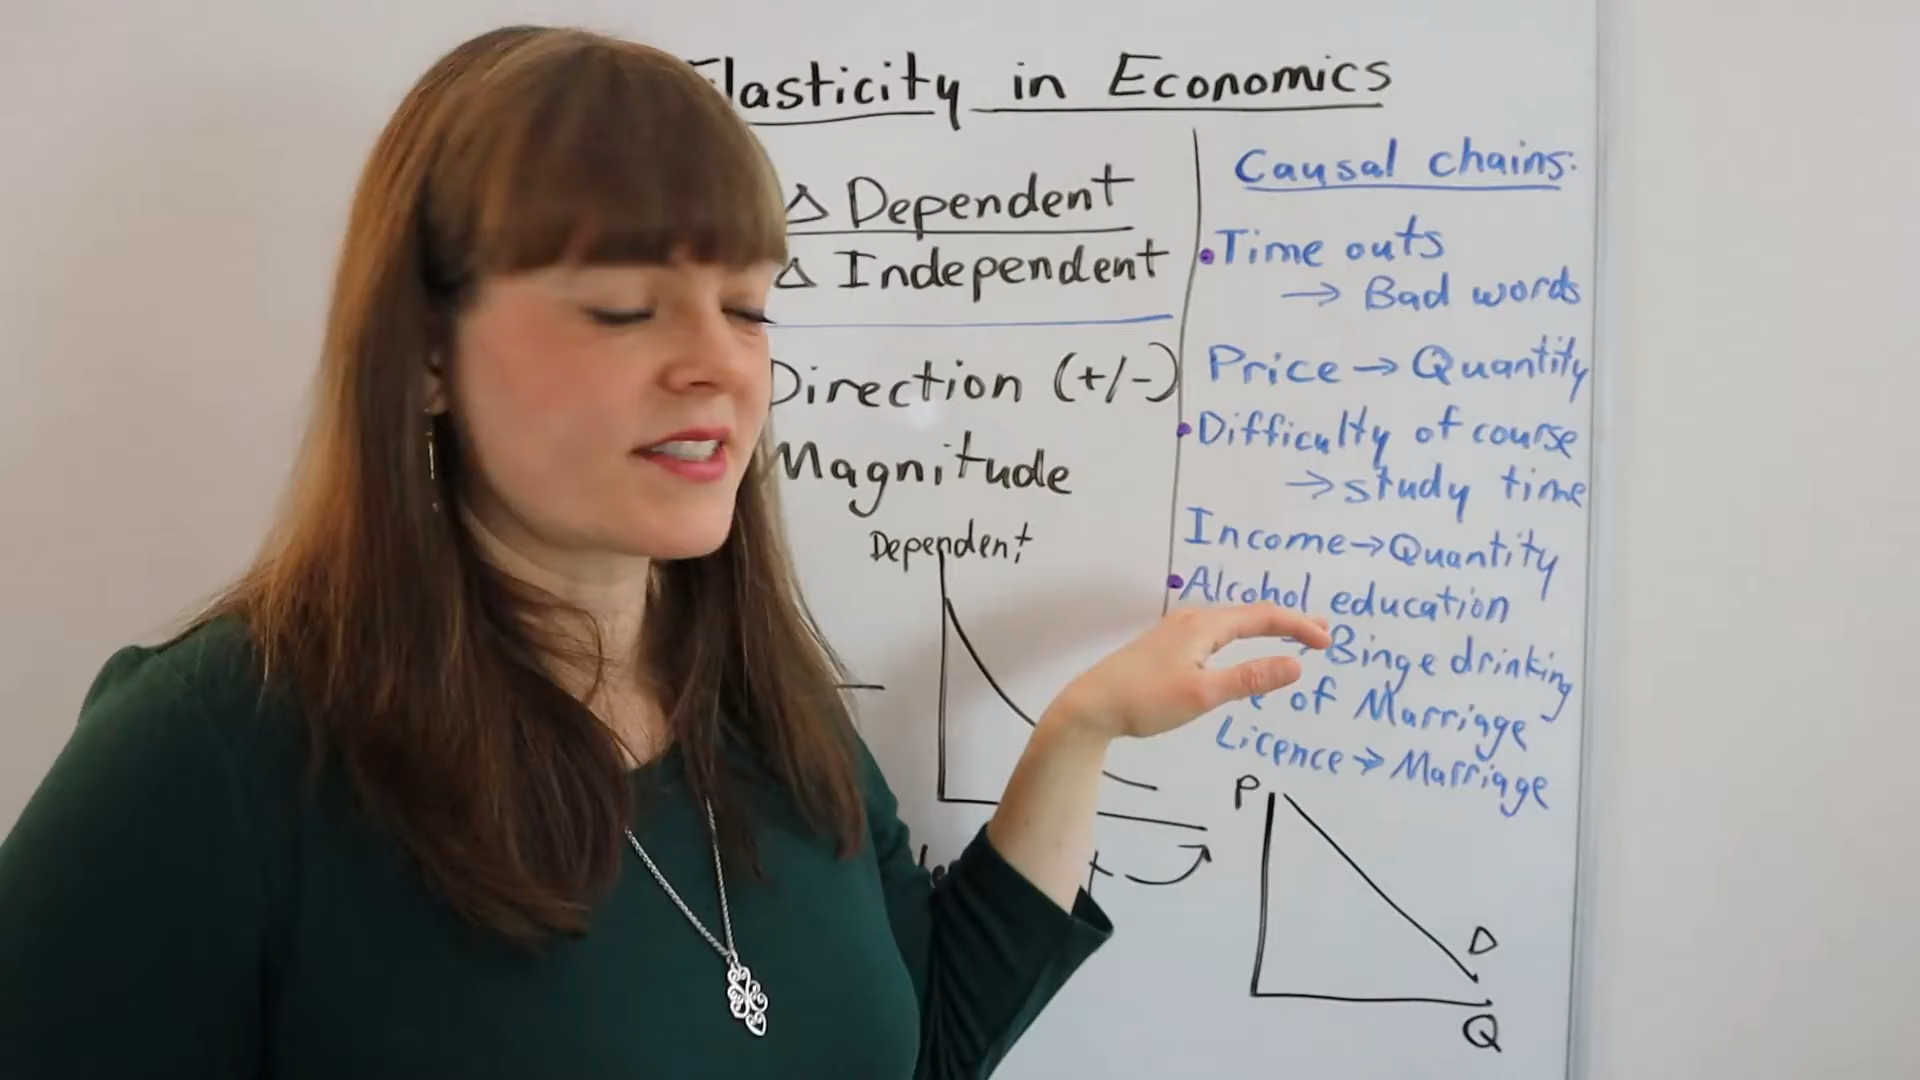 Elasticity in Economics
Δ Dependent
Δ Independent
Direction (+/-)
Magnitude
Dependent
Causal chains:
•Time outs
→ Bad words
Price → Quantity
•Difficulty of course
→ study time
Income → Quantity
•Alcohol education
→ Binge drinking
of Marriage
Licence → Marriage
P
D
Q